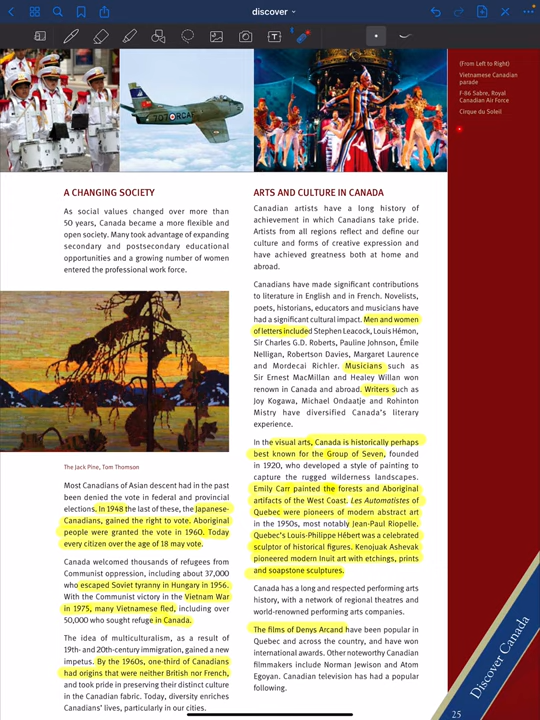 discover
(From Left to Right)
Vietnamese Canadian
parade
F-86 Sabre, Royal
Canadian Air Force
Cirque du Soleil
A CHANGING SOCIETY
As social values changed over more than
50 years, Canada became a more flexible and
open society. Many took advantage of expanding
secondary and postsecondary educational
opportunities and a growing number of women
entered the professional work force.
The Jack Pine, Tom Thomson
Most Canadians of Asian descent had in the past
been denied the vote in federal and provincial
elections. In 1948 the last of these, the Japanese-
Canadians, gained the right to vote. Aboriginal
people were granted the vote in 1960. Today
every citizen over the age of 18 may vote.
Canada welcomed thousands of refugees from
Communist oppression, including about 37,000
who escaped Soviet tyranny in Hungary in 1956.
With the Communist victory in the Vietnam War
in 1975, many Vietnamese fled, including over
50,000 who sought refuge in Canada.
The idea of multiculturalism, as a result of
19th- and 20th-century immigration, gained a new
impetus. By the 1960s, one-third of Canadians
had origins that were neither British nor French,
and took pride in preserving their distinct culture
in the Canadian fabric. Today, diversity enriches
Canadians' lives, particularly in our cities.
ARTS AND CULTURE IN CANADA
Canadian artists have a long history of
achievement in which Canadians take pride.
Artists from all regions reflect and define our
culture and forms of creative expression and
have achieved greatness both at home and
abroad.
Canadians have made significant contributions
to literature in English and in French. Novelists,
poets, historians, educators and musicians have
had a significant cultural impact. Men and women
of letters included Stephen Leacock, Louis Hémon,
Sir Charles G.D. Roberts, Pauline Johnson, Émile
Nelligan, Robertson Davies, Margaret Laurence
and Mordecai Richler. Musicians such as
Sir Ernest MacMillan and Healey Willan won
renown in Canada and abroad. Writers such as
Joy Kogawa, Michael Ondaatje and Rohinton
Mistry have diversified Canada's literary
experience.
In the visual arts, Canada is historically perhaps
best known for the Group of Seven, founded
in 1920, who developed a style of painting to
capture the rugged wilderness landscapes.
Emily Carr painted the forests and Aboriginal
artifacts of the West Coast. Les Automatistes of
Quebec were pioneers of modern abstract art
in the 1950s, most notably Jean-Paul Riopelle.
Quebec's Louis-Philippe Hébert was a celebrated
sculptor of historical figures. Kenojuak Ashevak
pioneered modern Inuit art with etchings, prints
and soapstone sculptures.
Canada has a long and respected performing arts
history, with a network of regional theatres and
world-renowned performing arts companies.
The films of Denys Arcand have been popular in
Quebec and across the country, and have won
international awards. Other noteworthy Canadian
filmmakers include Norman Jewison and Atom
Egoyan. Canadian television has had a popular
following.
Discover Canada
25